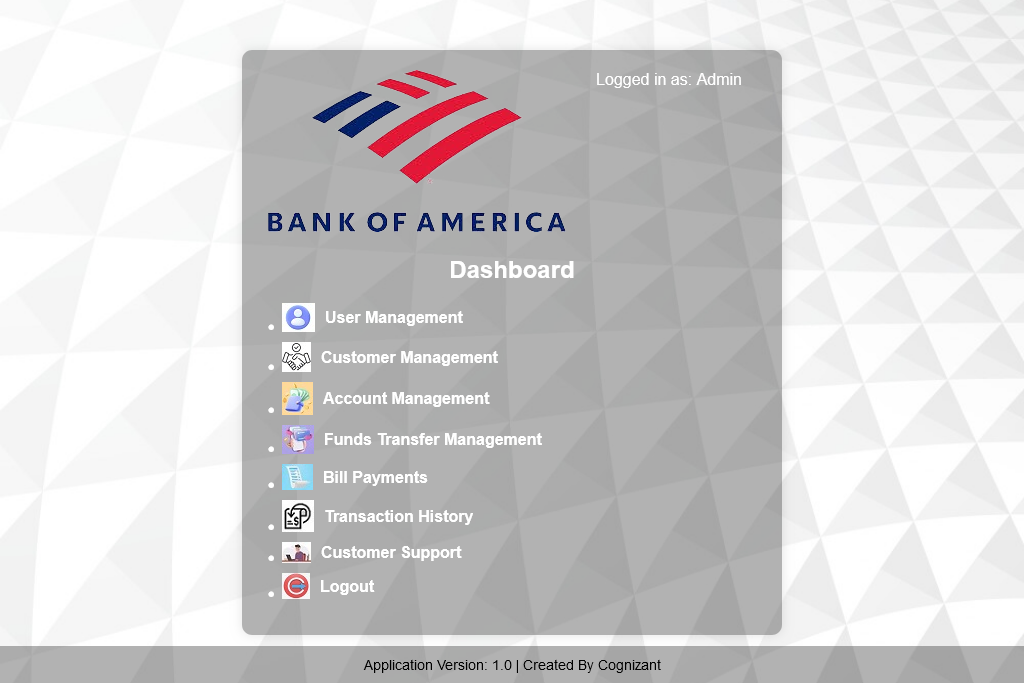 Logged in as: Admin
BANK OF AMERICA
Dashboard
User Management
Customer Management
Account Management
Funds Transfer Management
Bill Payments
Transaction History
Customer Support
Logout
Application Version: 1.0 | Created By Cognizant